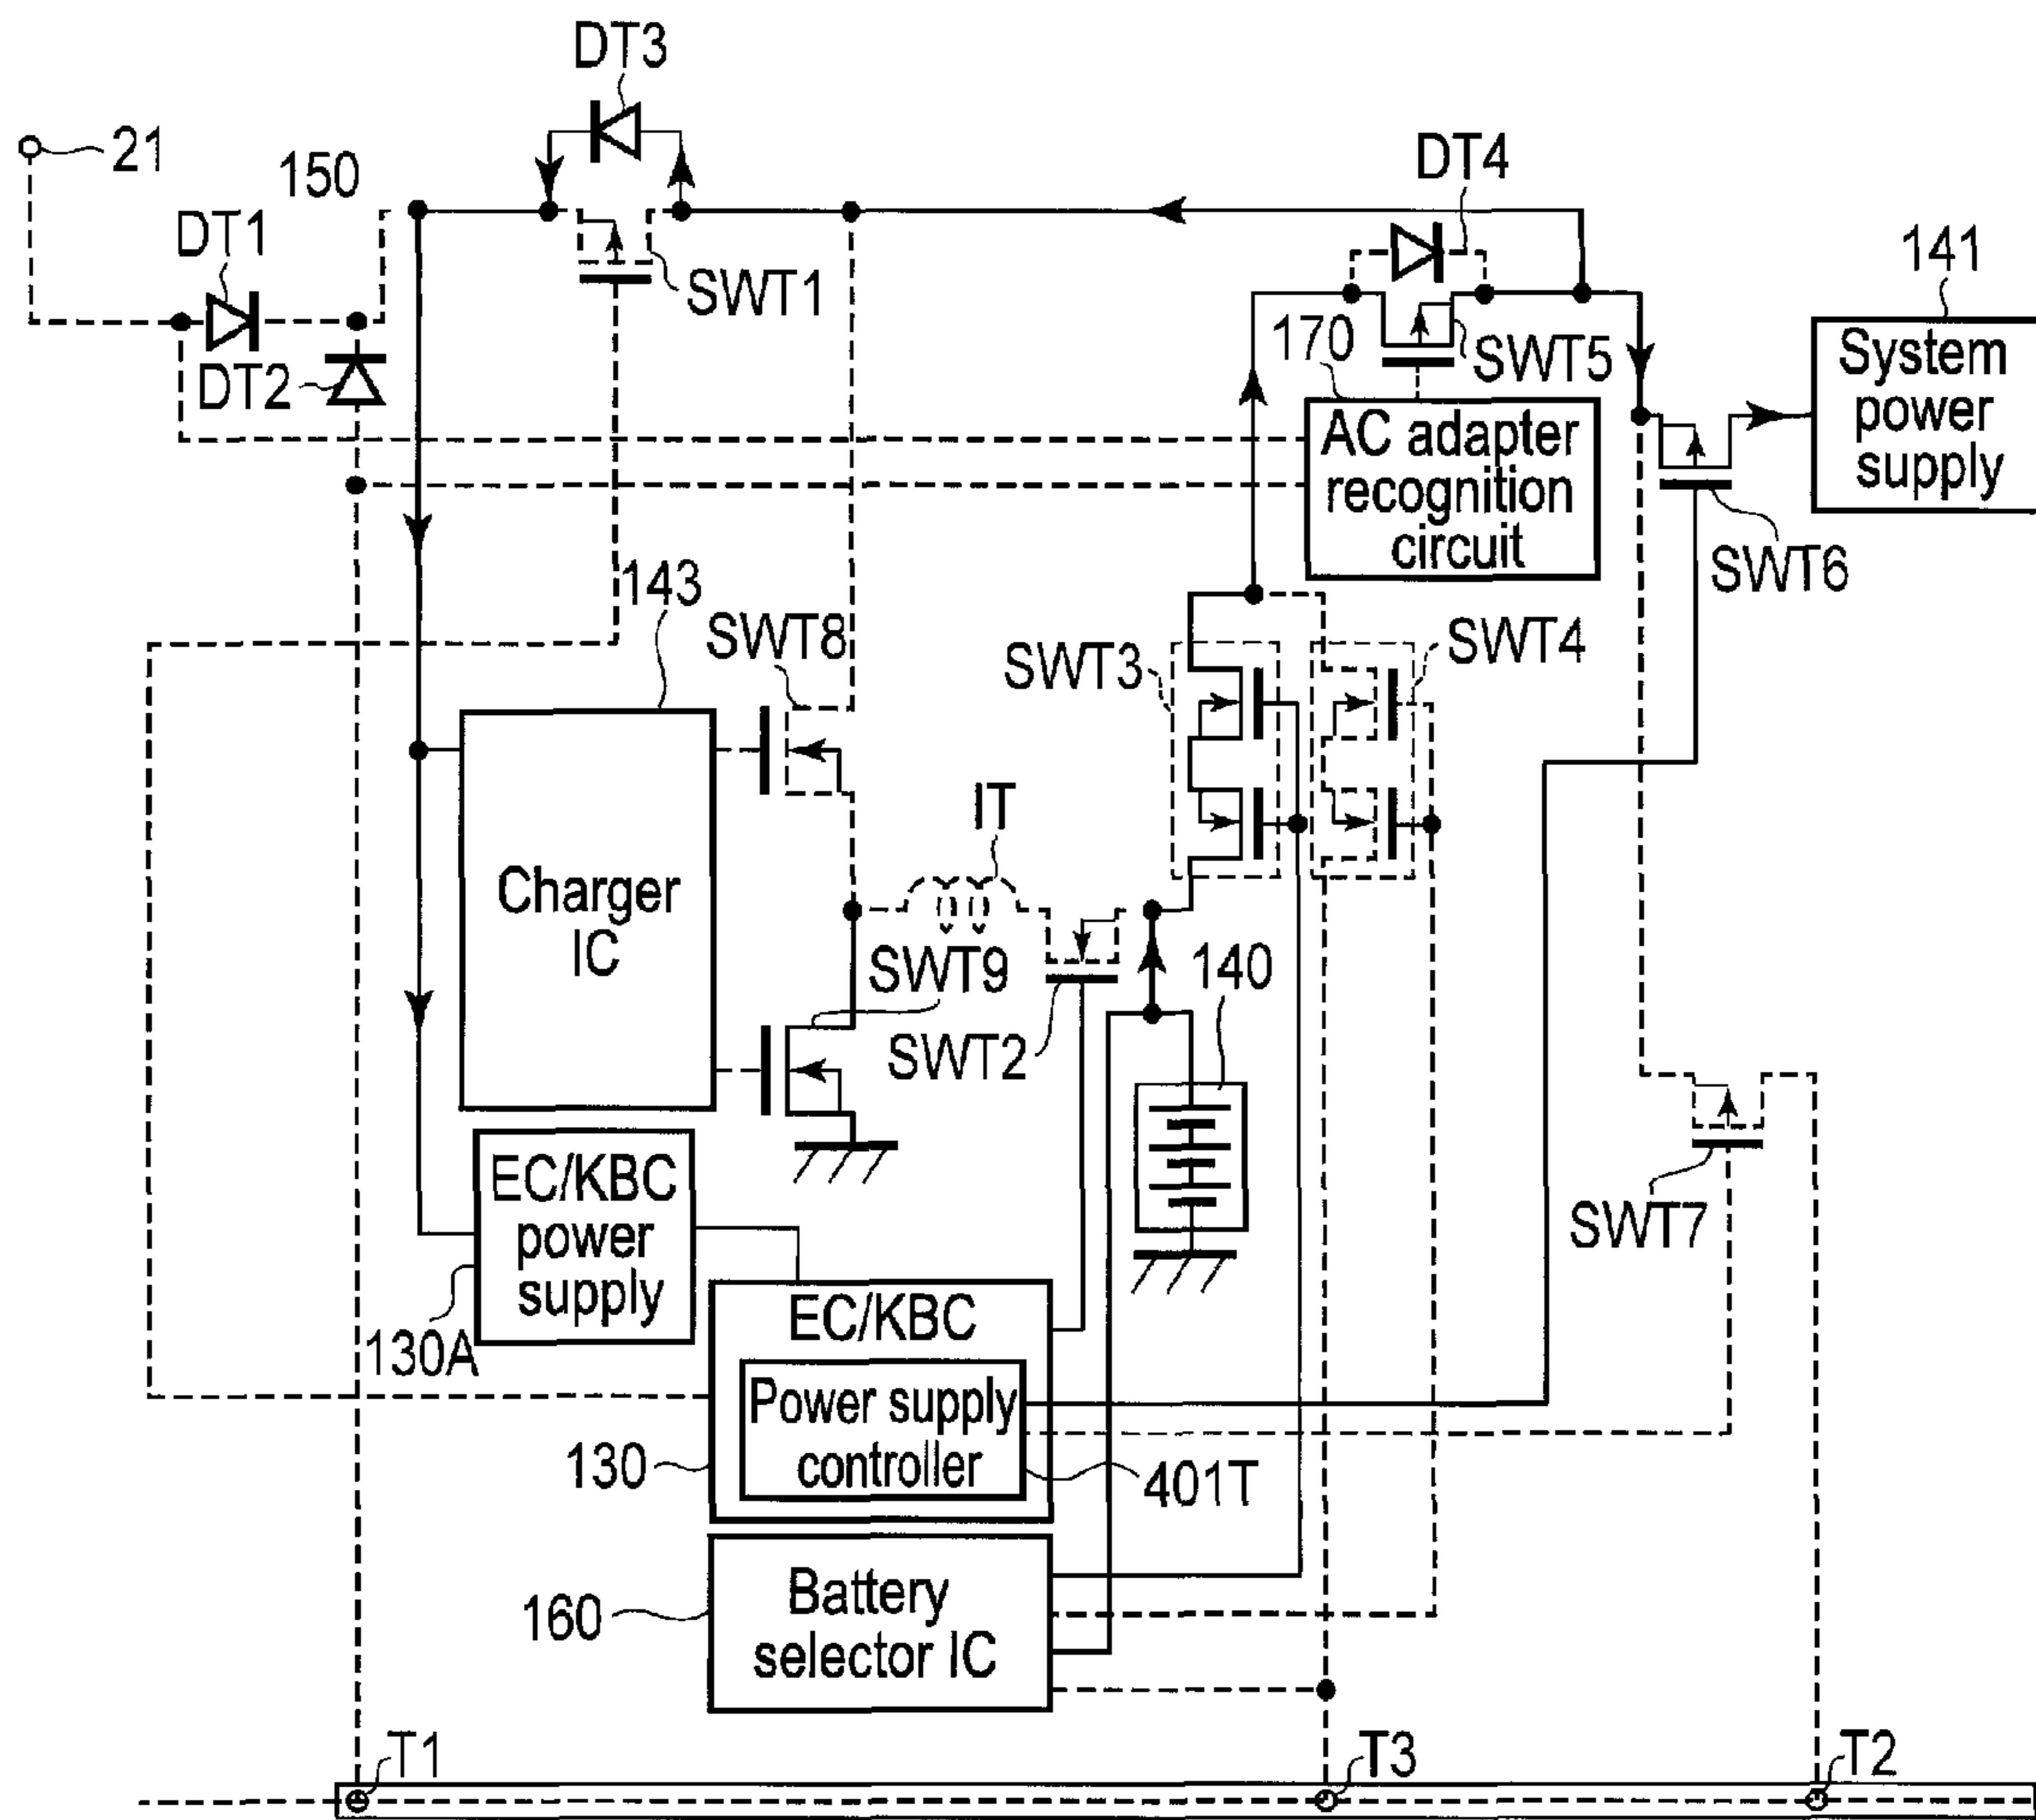 DT3
21
150
DT4
DT1
141
SWT1
System
power
supply
170
SWT5
DT2
AC adapter
recognition
circuit
SWT6
143
SWT8
SWT3
SWT4
IT
Charger
IC
SWT9
140
SWT2
EC/KBC
power
supply
SWT7
130A
EC/KBC
Power supply
controller
130
401T
160
Battery
selector IC
T1
T3
T2